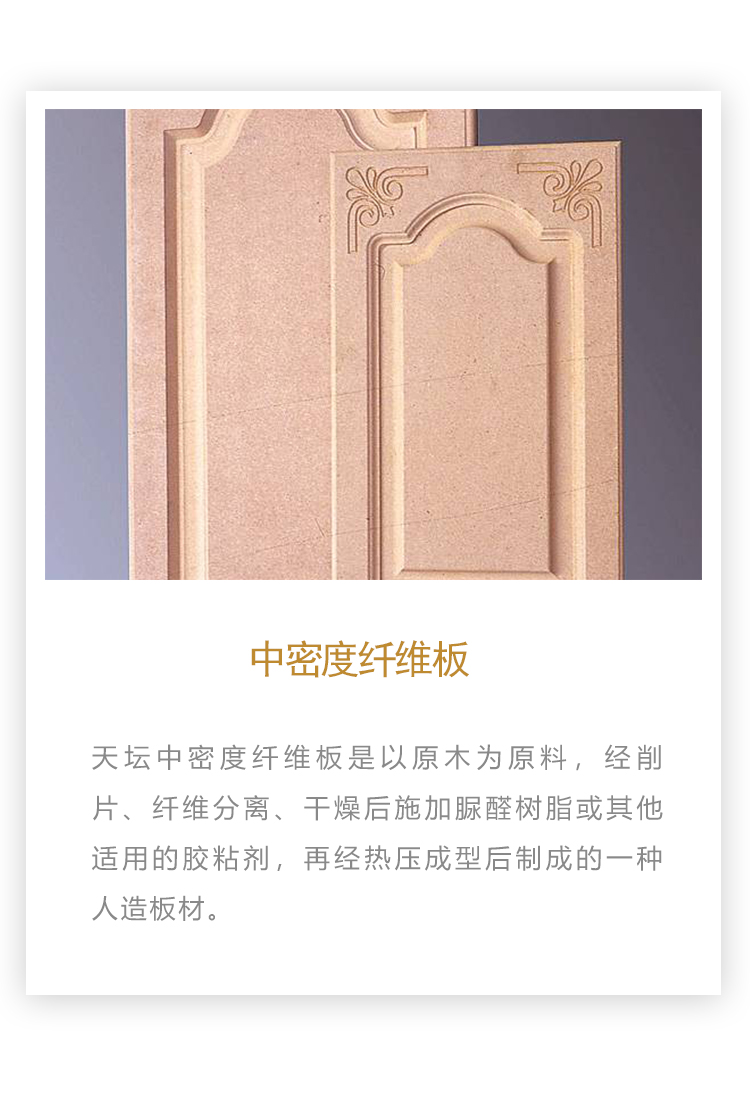 中密度纤维板
天坛中密度纤维板是以原木为原料，经削
片、纤维分离、干燥后施加脲醛树脂或其他
适用的胶粘剂，再经热压成型后制成的一种
人造板材。